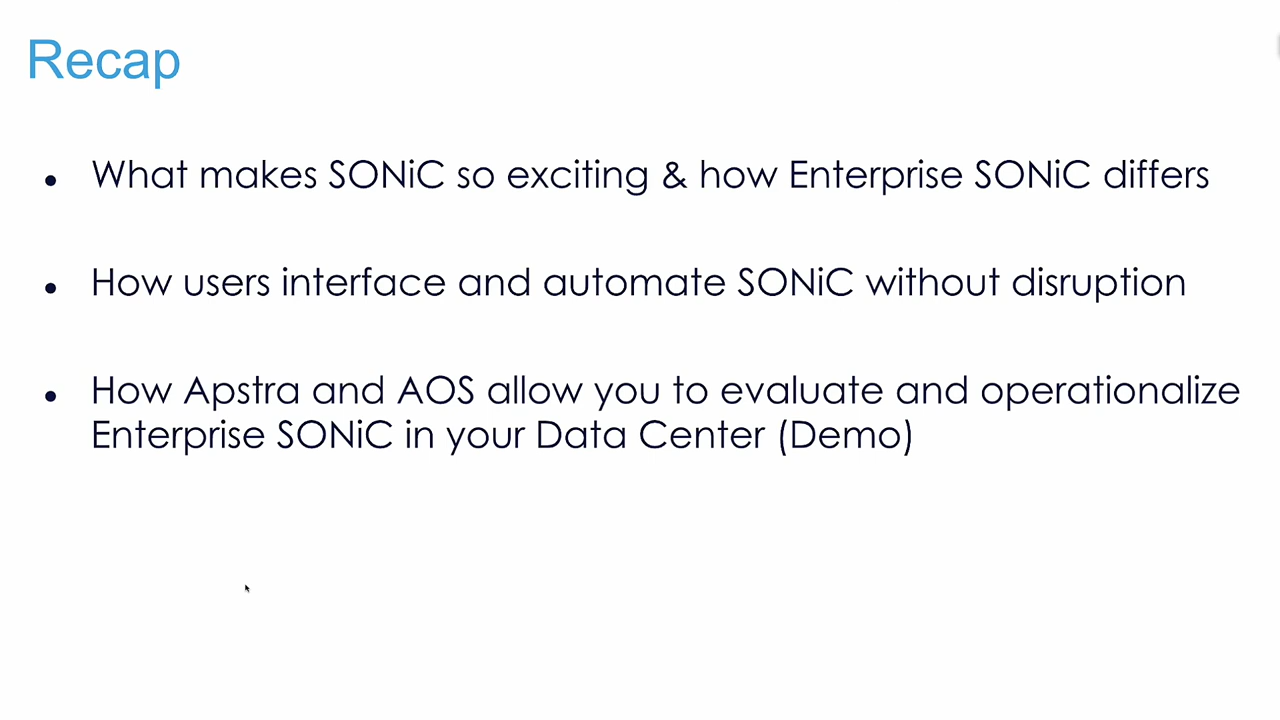 Recap
• What makes SONiC so exciting & how Enterprise SONiC differs
• How users interface and automate SONiC without disruption
• How Apstra and AOS allow you to evaluate and operationalize
Enterprise SONiC in your Data Center (Demo)